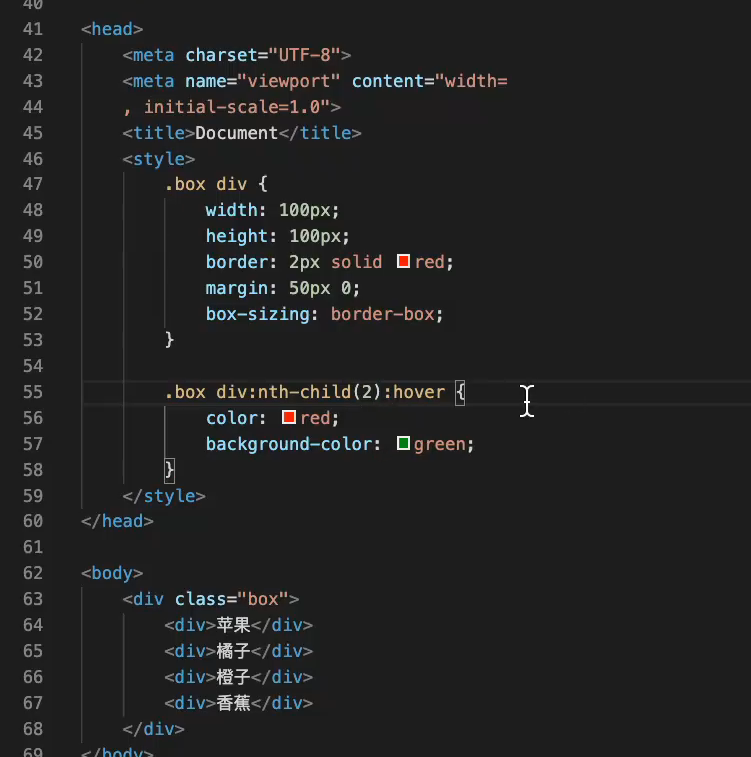 40
41 <head>
42 <meta charset="UTF-8">
43 <meta name="viewport" content="width=
44 , initial-scale=1.0">
45 <title>Document</title>
46 <style>
47 .box div {
48 width: 100px;
49 height: 100px;
50 border: 2px solid red;
51 margin: 50px 0;
52 box-sizing: border-box;
53 }
54
55 .box div:nth-child(2):hover {
56 color: red;
57 background-color: green;
58 }
59 </style>
60 </head>
61
62 <body>
63 <div class="box">
64 <div>苹果</div>
65 <div>橘子</div>
66 <div>橙子</div>
67 <div>香蕉</div>
68 </div>
69 </body>